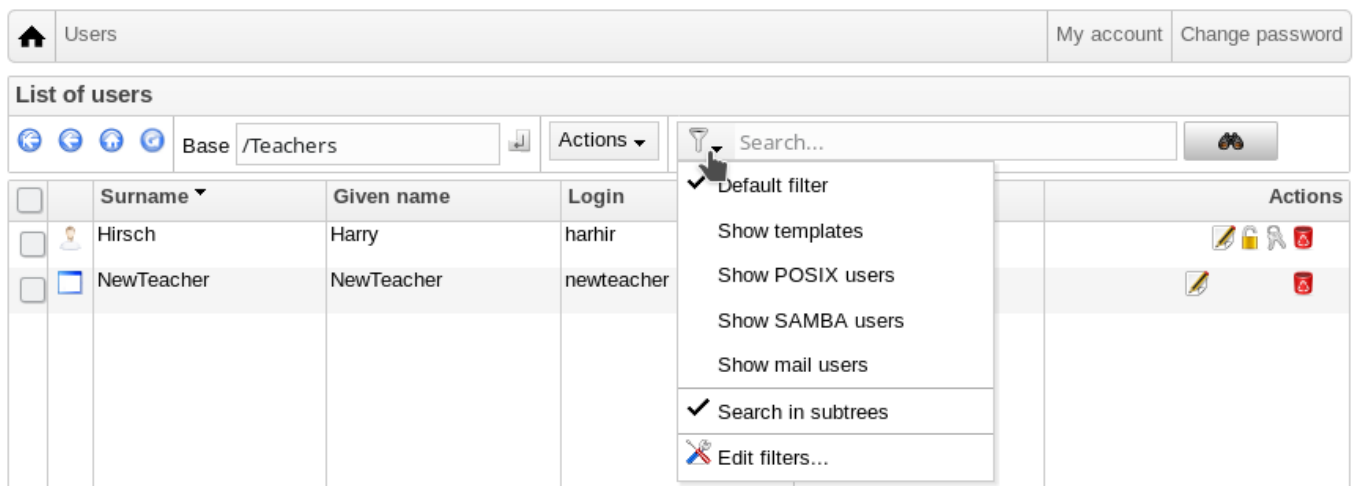 Users My account Change password
List of users
Base /Teachers Actions Search...
Surname Given name Login Actions
Default filter
Hirsch Harry harhir
Show templates
NewTeacher NewTeacher newteacher
Show POSIX users
Show SAMBA users
Show mail users
Search in subtrees
Edit filters...